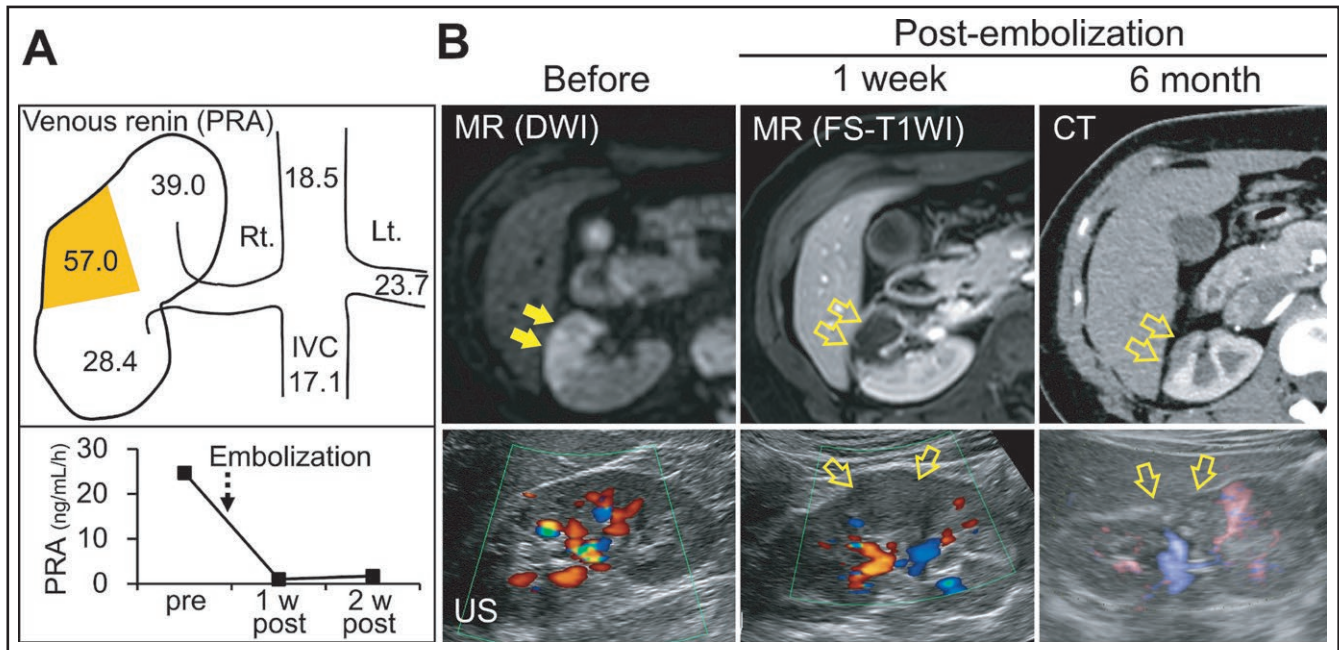 A
Venous renin (PRA)
39.0
18.5
Rt.
Lt.
57.0
23.7
28.4
IVC
17.1
30
20
10
0
PRA (ng/mL/h)
Embolization
pre
1 w
post
2 w
post
B
Post-embolization
Before
1 week
6 month
MR (DWI)
MR (FS-T1WI)
CT
US